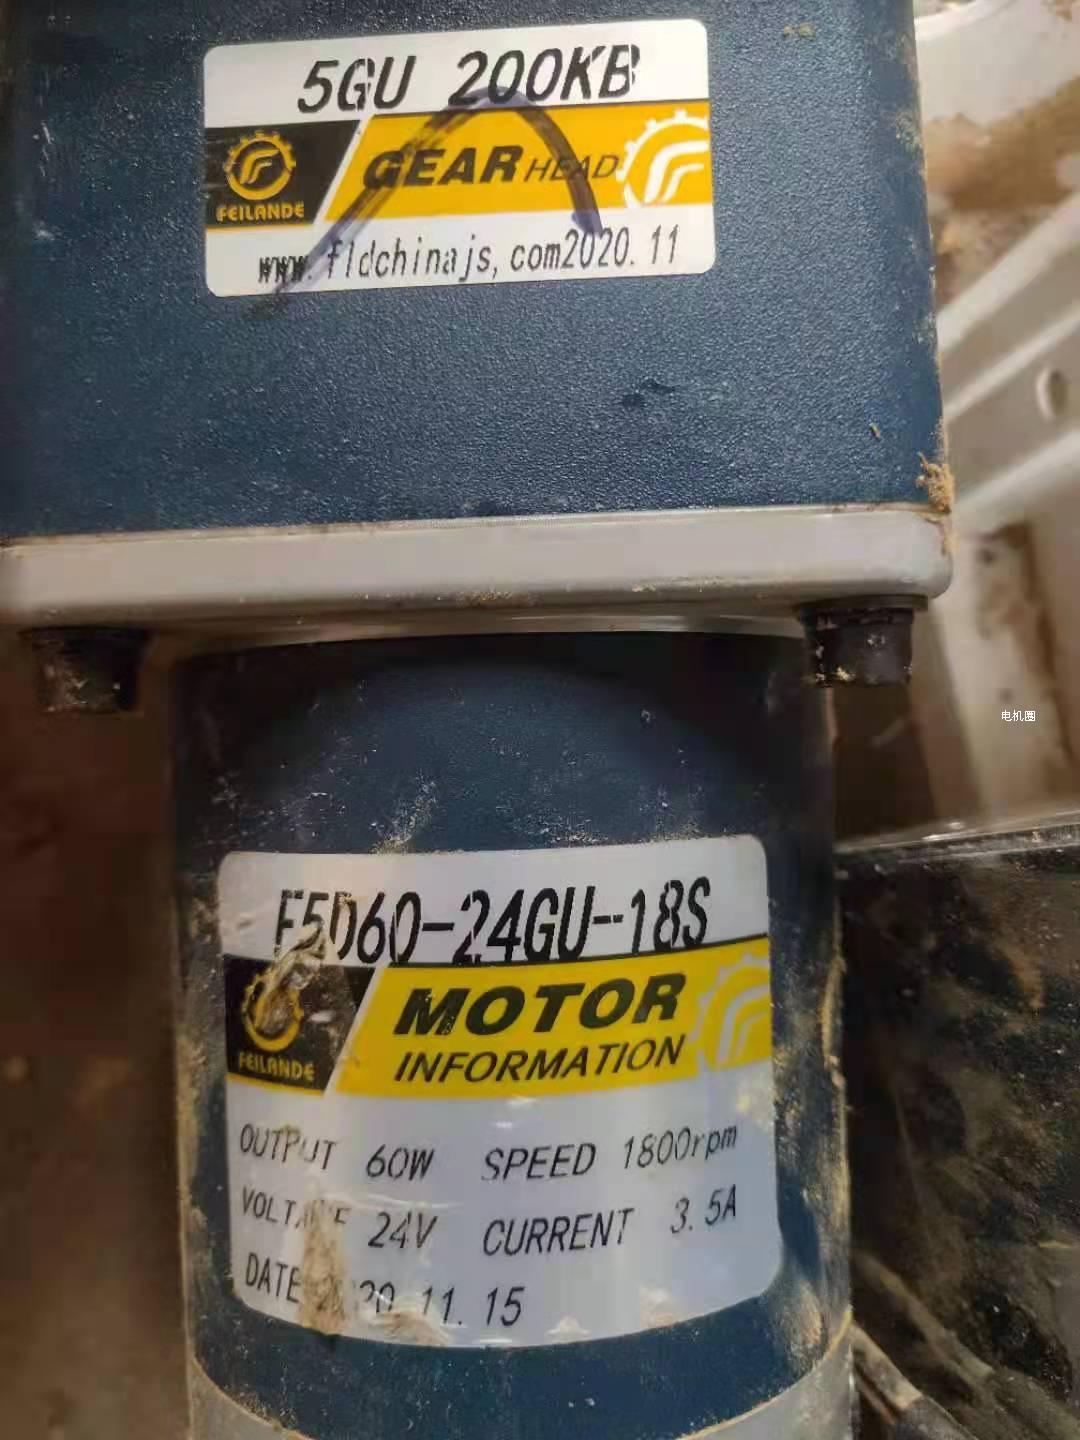 5GU 200KB
GEAR HEAD
FEILANDE
www.fldchinajs,com2020.11
电机圈
F5D60-24GU-18S
MOTOR
INFORMATION
FEILANDE
OUTPUT 60W SPEED 1800rpm
24V CURRENT 3.5A
DATE 11.15